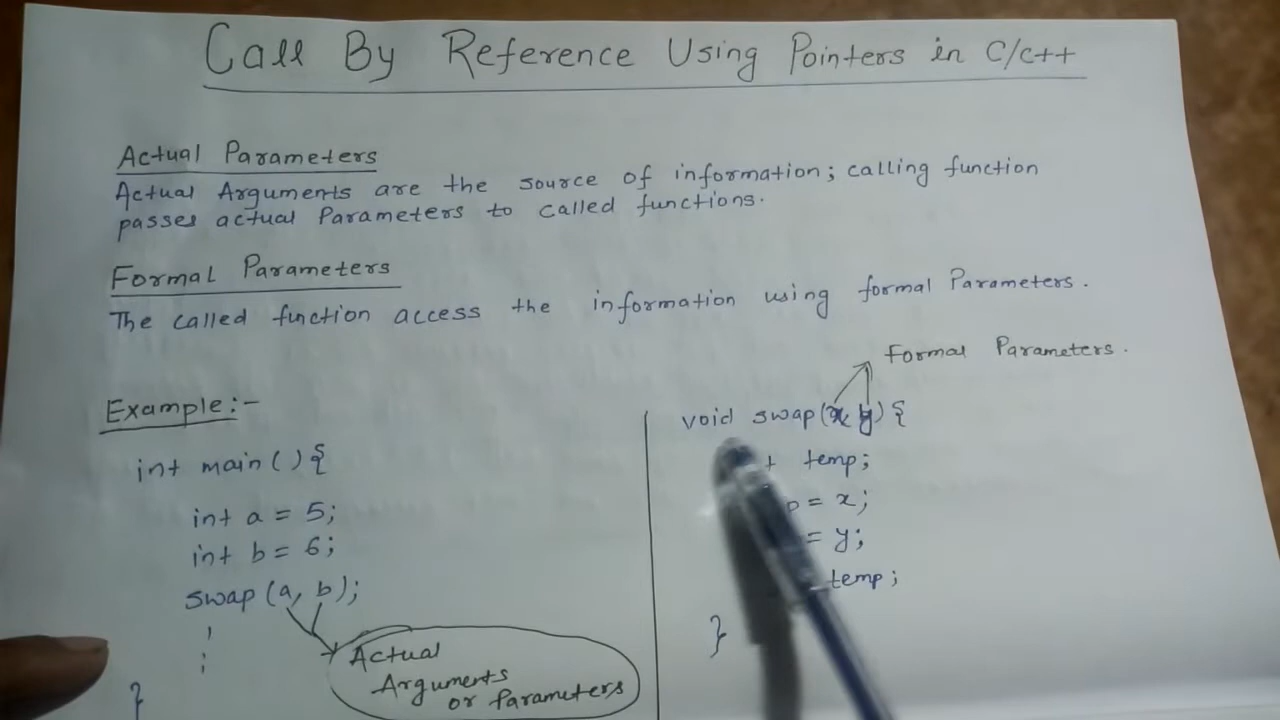 Call By Reference Using Pointers in C/C++
Actual Parameters
Actual Arguments are the source of information; calling function
passes actual Parameters to called functions.
Formal Parameters
The called function access the information using formal Parameters.
Formal Parameters.
Example:-
int main(){
int a = 5;
int b = 6;
swap (a, b);
}
Actual
Arguments
or Parameters
void swap(x y){
temp;
= x;
= y;
temp;
}